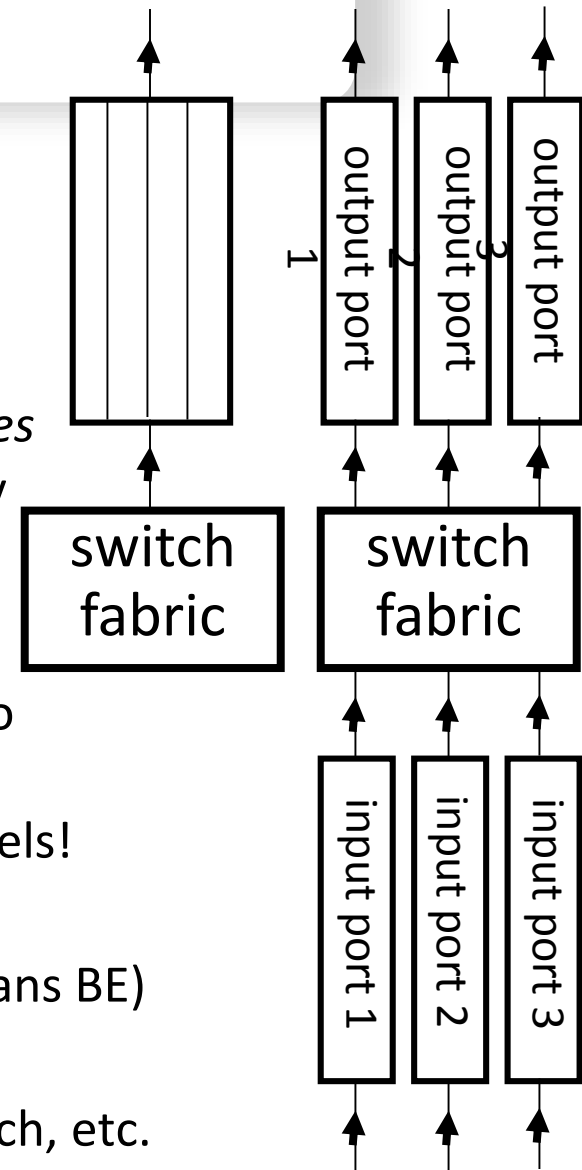 output port
1
output port
2
output port
3
es
switch
fabric
switch
fabric
els!
input port 1
input port 2
input port 3
ans BE)
ch, etc.